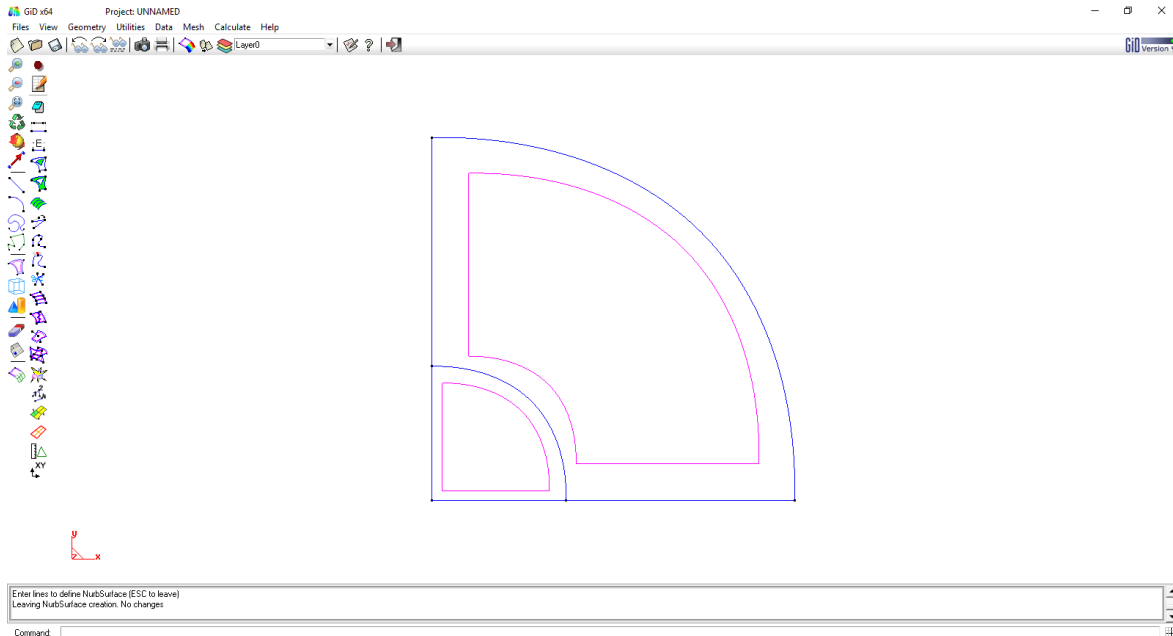 GiD x64 Project: UNNAMED
Files View Geometry Utilities Data Mesh Calculate Help
Layer0
GiD Version
E
2
XY
y
z x
Enter lines to define NurbSurface (ESC to leave)
Leaving NurbSurface creation. No changes
Command: